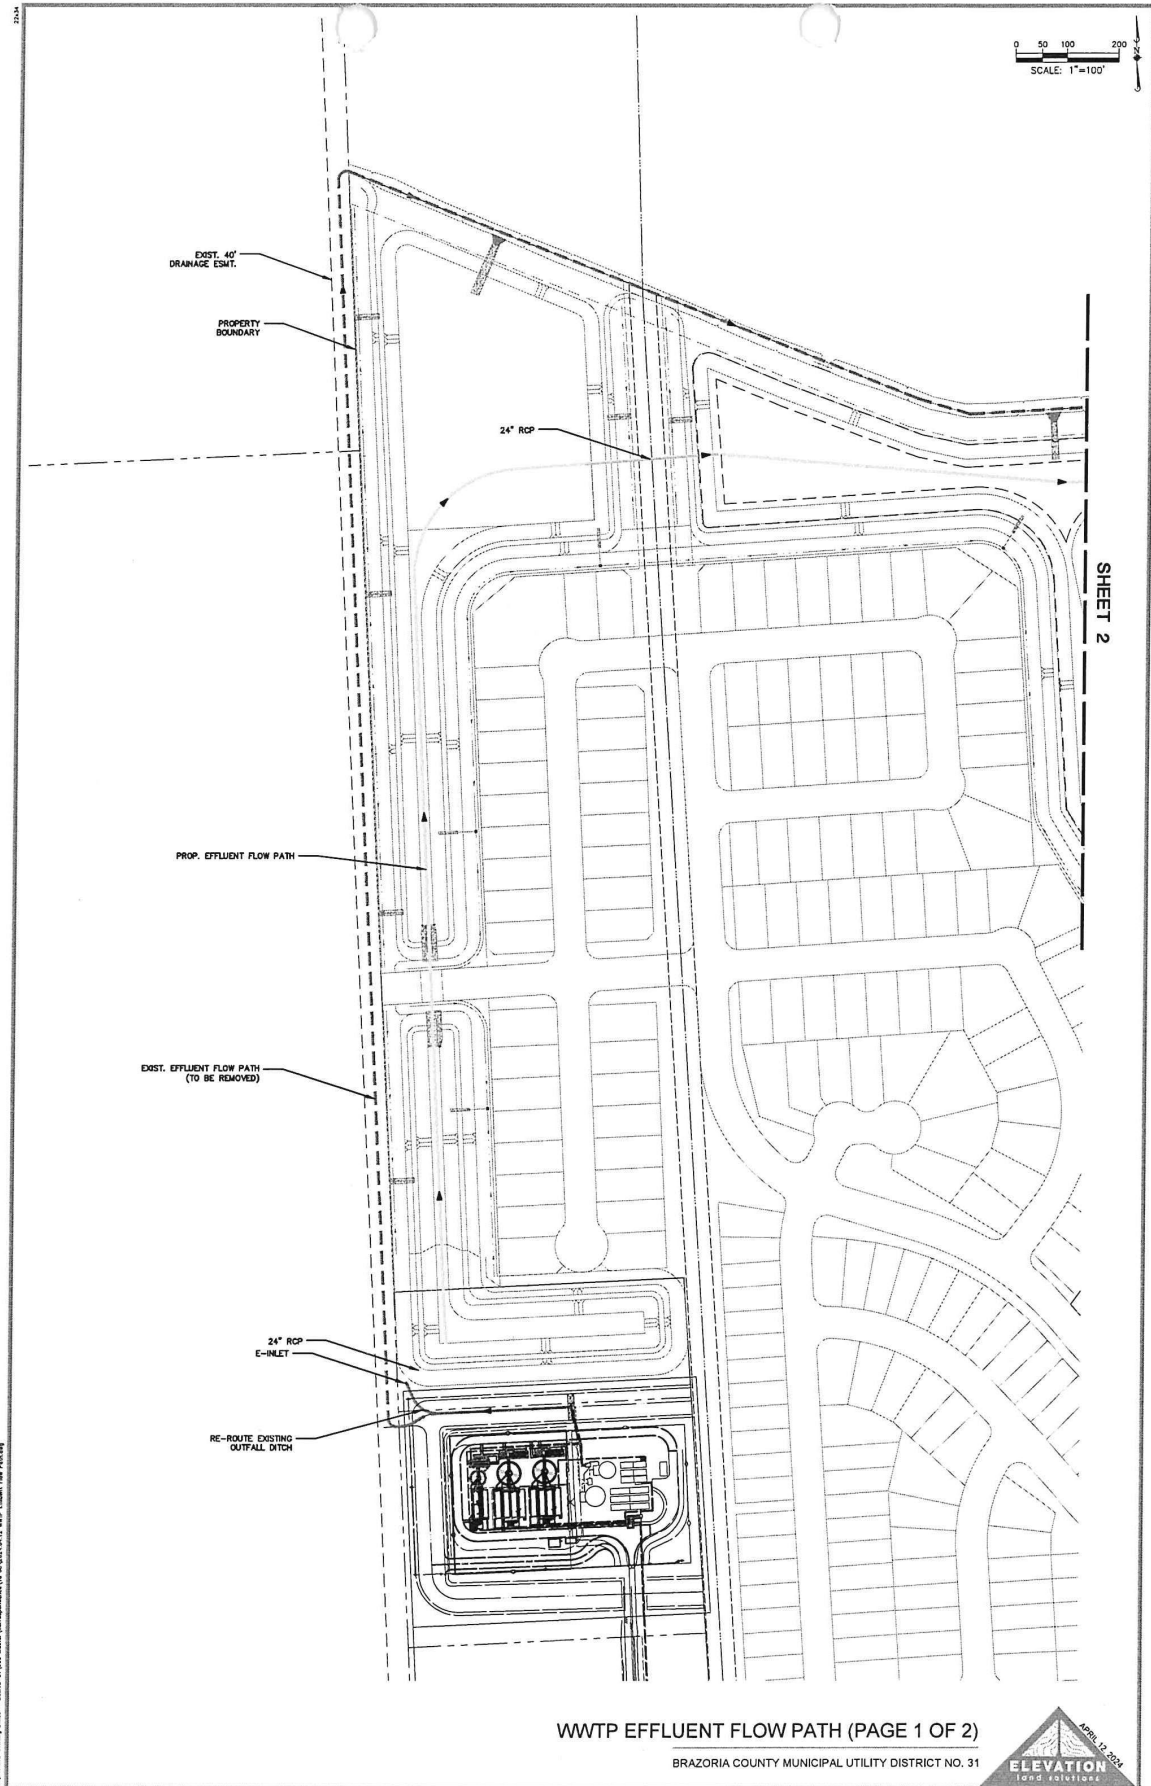 22x34
0 50 100 200
SCALE: 1"=100'
EXIST. 40'
DRAINAGE ESMT.
PROPERTY
BOUNDARY
24" RCP
SHEET 2
PROP. EFFLUENT FLOW PATH
EXIST. EFFLUENT FLOW PATH
(TO BE REMOVED)
24" RCP
E-INLET
RE-ROUTE EXISTING
OUTFALL DITCH
WWTP EFFLUENT FLOW PATH (PAGE 1 OF 2)
BRAZORIA COUNTY MUNICIPAL UTILITY DISTRICT NO. 31
APRIL 12, 2024
ELEVATION
land solutions